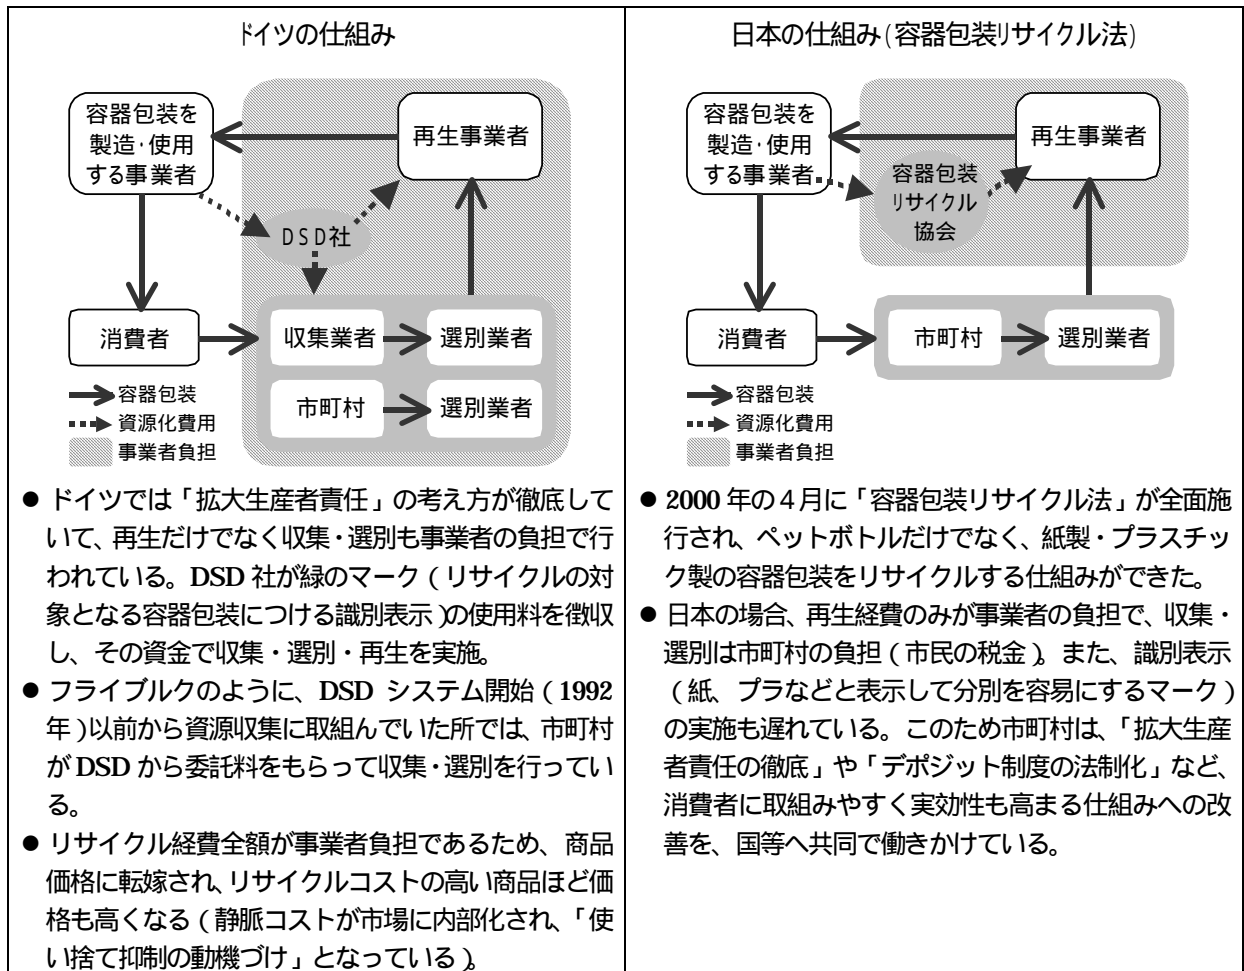 ドイツの仕組み
容器包装を
製造・使用
する事業者
再生事業者
DSD社
消費者
収集業者
選別業者
市町村
選別業者
容器包装
資源化費用
事業者負担
● ドイツでは「拡大生産者責任」の考え方が徹底して
いて、再生だけでなく収集・選別も事業者の負担で行
われている。DSD 社が緑のマーク(リサイクルの対
象となる容器包装につける識別表示)の使用料を徴収
し、その資金で収集・選別・再生を実施。
● フライブルクのように、DSD システム開始(1992
年)以前から資源収集に取組んでいた所では、市町村
が DSD から委託料をもらって収集・選別を行ってい
る。
● リサイクル経費全額が事業者負担であるため、商品
価格に転嫁され、リサイクルコストの高い商品ほど価
格も高くなる(静脈コストが市場に内部化され、「使
い捨て抑制の動機づけ」となっている)。
日本の仕組み(容器包装リサイクル法)
容器包装を
製造・使用
する事業者
再生事業者
容器包装
リサイクル
協会
消費者
市町村
選別業者
容器包装
資源化費用
事業者負担
● 2000 年の4月に「容器包装リサイクル法」が全面施
行され、ペットボトルだけでなく、紙製・プラスチッ
ク製の容器包装をリサイクルする仕組みができた。
● 日本の場合、再生経費のみが事業者の負担で、収集・
選別は市町村の負担(市民の税金)。また、識別表示
(紙、プラなどと表示して分別を容易にするマーク)
の実施も遅れている。このため市町村は、「拡大生産
者責任の徹底」や「デポジット制度の法制化」など、
消費者に取組みやすく実効性も高まる仕組みへの改
善を、国等へ共同で働きかけている。